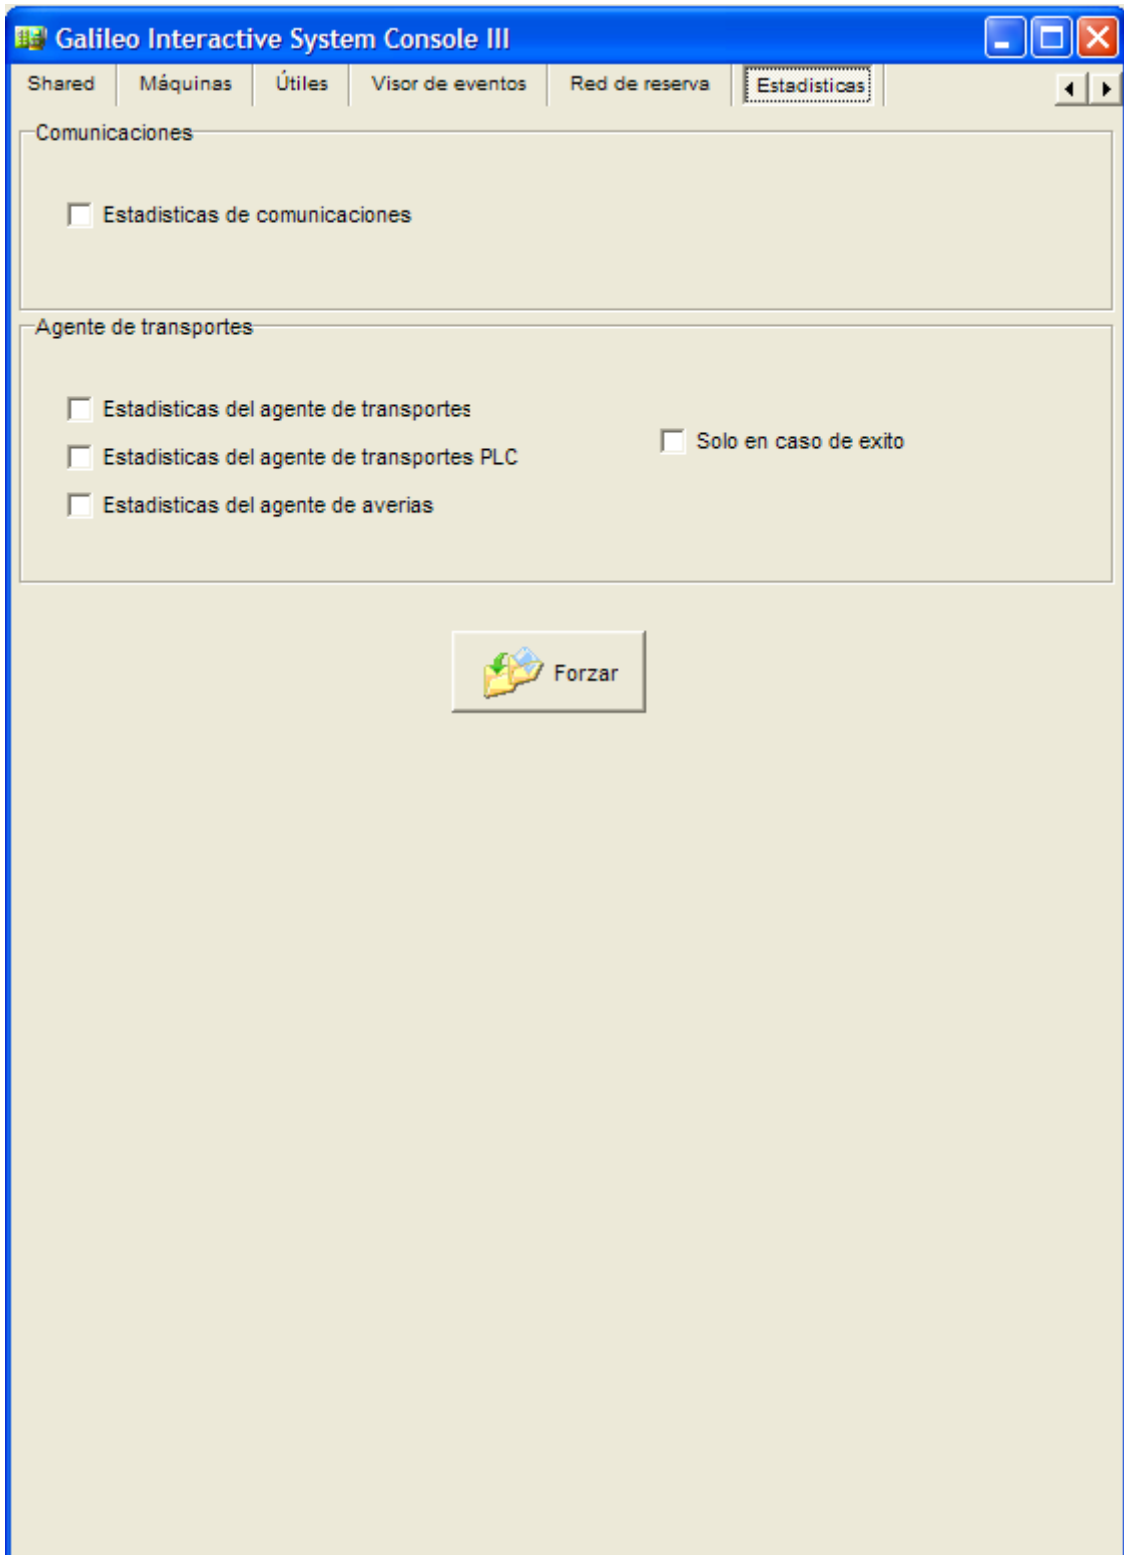 Galileo Interactive System Console III
Shared Máquinas Útiles Visor de eventos Red de reserva Estadisticas
Comunicaciones
Estadisticas de comunicaciones
Agente de transportes
Estadisticas del agente de transportes
Solo en caso de exito
Estadisticas del agente de transportes PLC
Estadisticas del agente de averias
Forzar